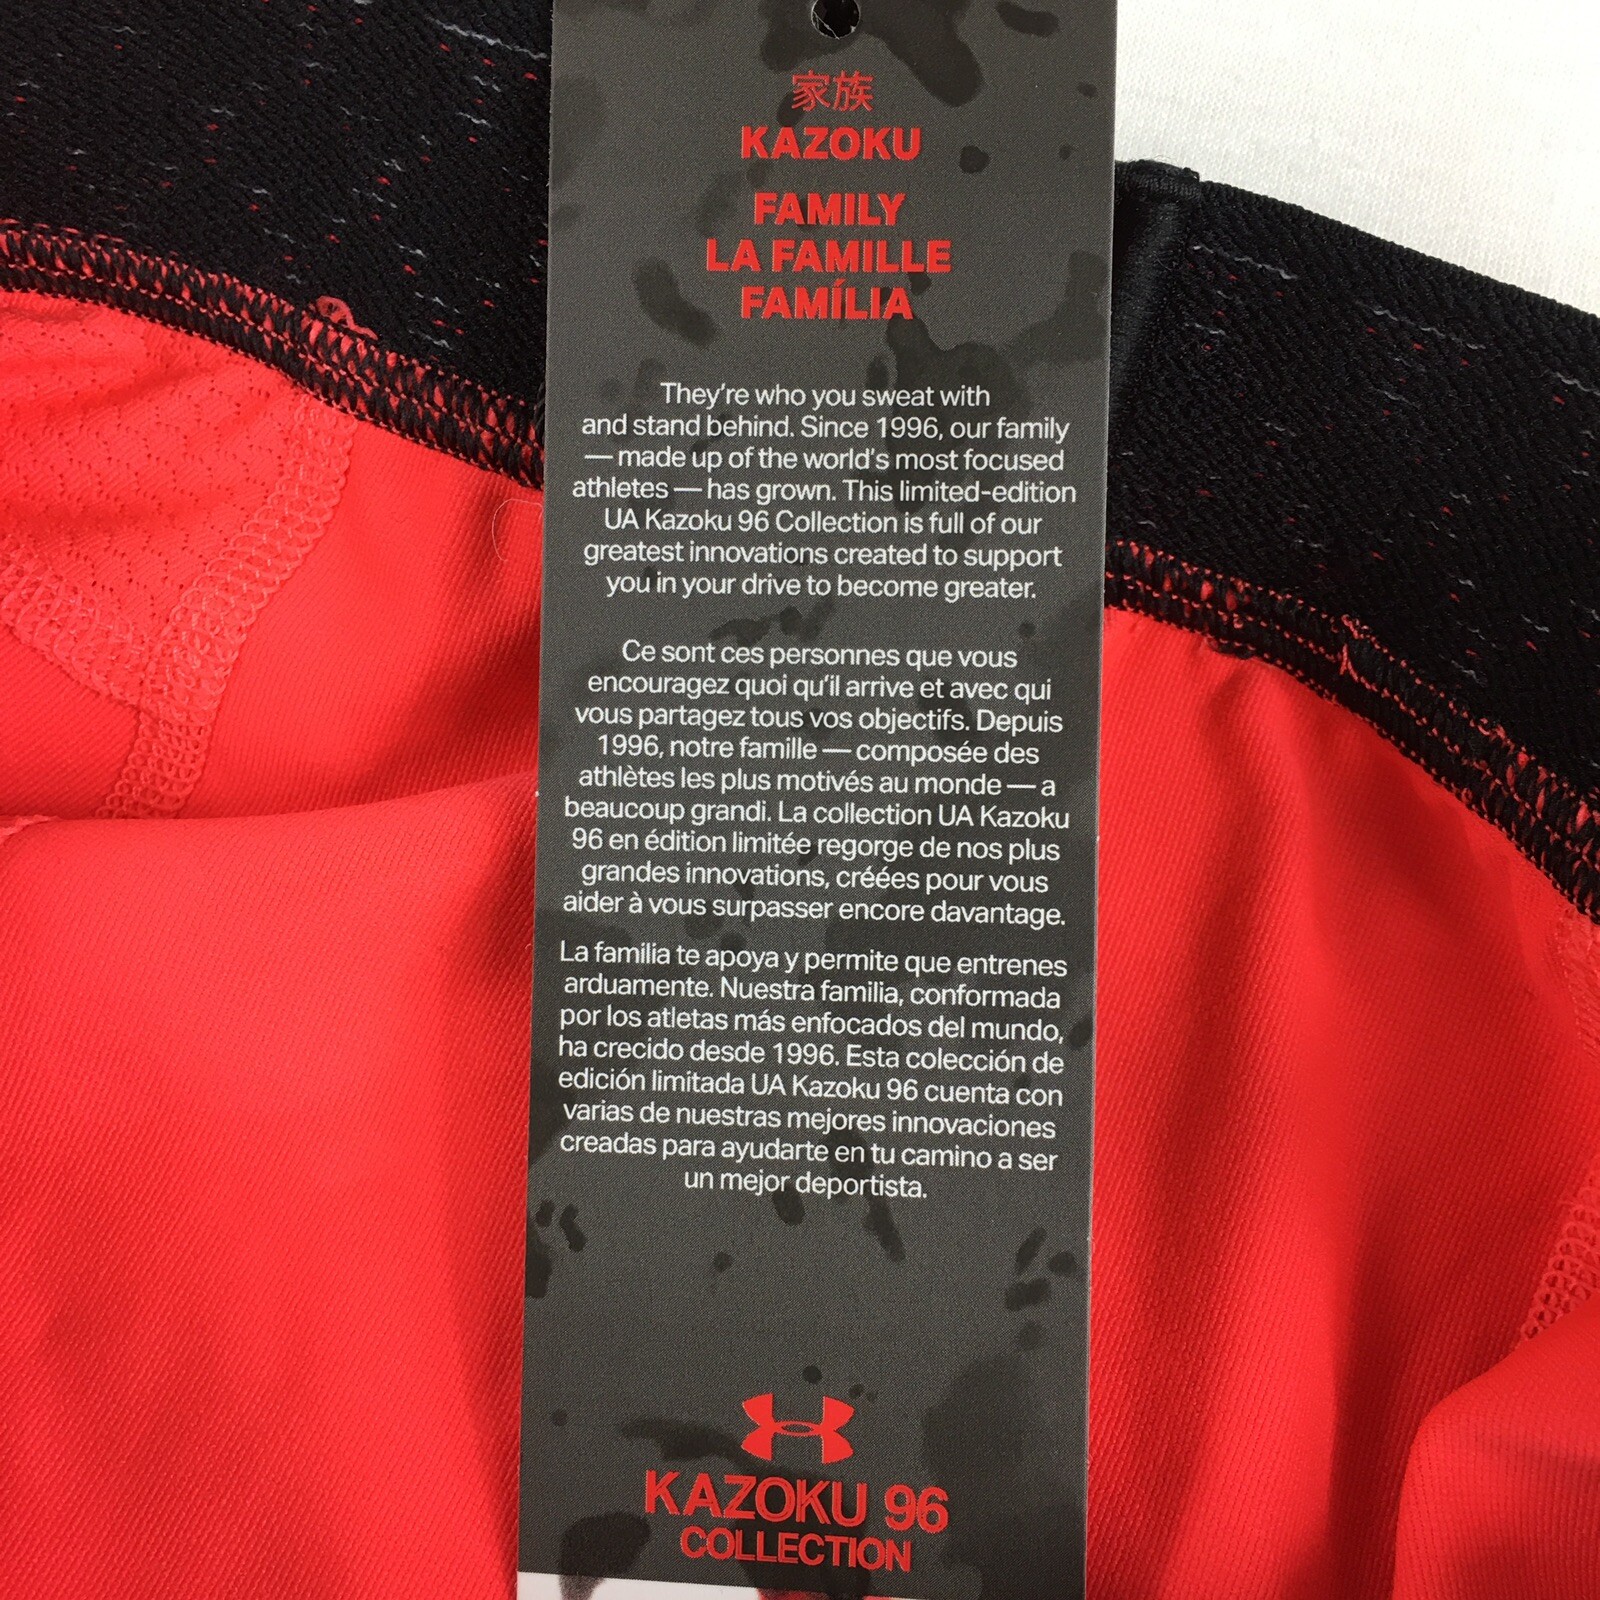 家族
KAZOKU
FAMILY
LA FAMILLE
FAMÍLIA
They're who you sweat with
and stand behind. Since 1996, our family
— made up of the world's most focused
athletes — has grown. This limited-edition
UA Kazoku 96 Collection is full of our
greatest innovations created to support
you in your drive to become greater.
Ce sont ces personnes que vous
encouragez quoi qu'il arrive et avec qui
vous partagez tous vos objectifs. Depuis
1996, notre famille — composée des
athlètes les plus motivés au monde — a
beaucoup grandi. La collection UA Kazoku
96 en édition limitée regorge de nos plus
grandes innovations, créées pour vous
aider à vous surpasser encore davantage.
La familia te apoya y permite que entrenes
arduamente. Nuestra familia, conformada
por los atletas más enfocados del mundo,
ha crecido desde 1996. Esta colección de
edición limitada UA Kazoku 96 cuenta con
varias de nuestras mejores innovaciones
creadas para ayudarte en tu camino a ser
un mejor deportista.
KAZOKU 96
COLLECTION